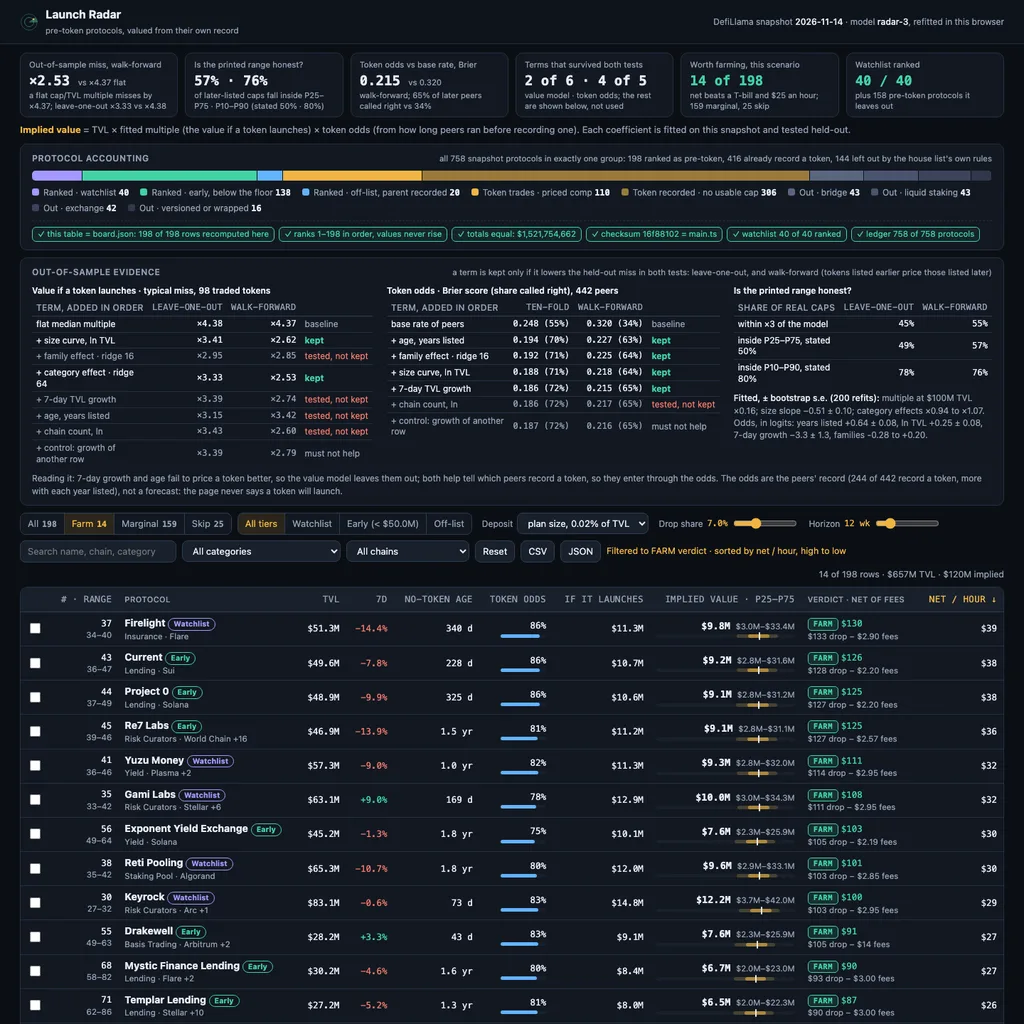 Launch Radar
pre-token protocols, valued from their own record
DefiLlama snapshot 2026-11-14 · model radar-3, refitted in this browser
Out-of-sample miss, walk-forward
×2.53 vs ×4.37 flat
a flat cap/TVL multiple misses by
×4.37; leave-one-out ×3.33 vs ×4.38
Is the printed range honest?
57% · 76%
of later-listed caps fall inside P25–
P75 · P10–P90 (stated 50% · 80%)
Token odds vs base rate, Brier
0.215 vs 0.320
walk-forward; 65% of later peers
called right vs 34%
Terms that survived both tests
2 of 6 · 4 of 5
value model · token odds; the rest
are shown below, not used
Worth farming, this scenario
14 of 198
net beats a T-bill and $25 an hour;
159 marginal, 25 skip
Watchlist ranked
40 / 40
plus 158 pre-token protocols it
leaves out
Implied value = TVL × fitted multiple (the value if a token launches) × token odds (from how long peers ran before recording one). Each coefficient is fitted on this snapshot and tested held-out.
PROTOCOL ACCOUNTING
all 758 snapshot protocols in exactly one group: 198 ranked as pre-token, 416 already record a token, 144 left out by the house list's own rules
Ranked · watchlist 40 Ranked · early, below the floor 138 Ranked · off-list, parent recorded 20 Token trades · priced comp 110 Token recorded · no usable cap 306 Out · bridge 43 Out · liquid staking 43
Out · exchange 42 Out · versioned or wrapped 16
✓ this table = board.json: 198 of 198 rows recomputed here ✓ ranks 1–198 in order, values never rise ✓ totals equal: $1,521,754,662 ✓ checksum 16f88102 = main.ts ✓ watchlist 40 of 40 ranked ✓ ledger 758 of 758 protocols
OUT-OF-SAMPLE EVIDENCE
a term is kept only if it lowers the held-out miss in both tests: leave-one-out, and walk-forward (tokens listed earlier price those listed later)
Value if a token launches · typical miss, 98 traded tokens
TERM, ADDED IN ORDER LEAVE-ONE-OUT WALK-FORWARD
flat median multiple ×4.38 ×4.37 baseline
+ size curve, ln TVL ×3.41 ×2.62 kept
+ family effect · ridge 16 ×2.95 ×2.85 tested, not kept
+ category effect · ridge
64 ×3.33 ×2.53 kept
+ 7-day TVL growth ×3.39 ×2.74 tested, not kept
+ age, years listed ×3.15 ×3.42 tested, not kept
+ chain count, ln ×3.43 ×2.60 tested, not kept
+ control: growth of
another row ×3.39 ×2.79 must not help
Token odds · Brier score (share called right), 442 peers
TERM, ADDED IN ORDER TEN-FOLD WALK-FORWARD
base rate of peers 0.248 (55%) 0.320 (34%) baseline
+ age, years listed 0.194 (70%) 0.227 (63%) kept
+ family effect · ridge 16 0.192 (71%) 0.225 (64%) kept
+ size curve, ln TVL 0.188 (71%) 0.218 (64%) kept
+ 7-day TVL growth 0.186 (72%) 0.215 (65%) kept
+ chain count, ln 0.186 (72%) 0.217 (65%) tested, not kept
+ control: growth of another
row 0.187 (72%) 0.216 (65%) must not help
Is the printed range honest?
SHARE OF REAL CAPS LEAVE-ONE-OUT WALK-FORWARD
within ×3 of the model 45% 55%
inside P25–P75, stated
50% 49% 57%
inside P10–P90, stated
80% 78% 76%
Fitted, ± bootstrap s.e. (200 refits): multiple at $100M TVL
×0.16; size slope −0.51 ± 0.10; category effects ×0.94 to ×1.07.
Odds, in logits: years listed +0.64 ± 0.08, ln TVL +0.25 ± 0.08,
7-day growth −3.3 ± 1.3, families -0.28 to +0.20.
Reading it: 7-day growth and age fail to price a token better, so the value model leaves them out; both help tell which peers record a token, so they enter through the odds. The odds are the peers' record (244 of 442 record a token, more
with each year listed), not a forecast: the page never says a token will launch.
All 198 Farm 14 Marginal 159 Skip 25 All tiers Watchlist Early (< $50.0M) Off-list Deposit plan size, 0.02% of TVL Drop share 7.0% Horizon 12 wk
Search name, chain, category All categories All chains Reset CSV JSON Filtered to FARM verdict · sorted by net / hour, high to low
14 of 198 rows · $657M TVL · $120M implied
# · RANGE PROTOCOL TVL 7D NO-TOKEN AGE TOKEN ODDS IF IT LAUNCHES IMPLIED VALUE · P25–P75 VERDICT · NET OF FEES NET / HOUR ↓
37 Firelight Watchlist $51.3M −14.4% 340 d 86% $11.3M $9.8M $3.0M–$33.4M FARM $130 $39
34–40 Insurance · Flare $133 drop − $2.90 fees
43 Current Early $49.6M −7.8% 228 d 86% $10.7M $9.2M $2.8M–$31.6M FARM $126 $38
36–47 Lending · Sui $128 drop − $2.20 fees
44 Project 0 Early $48.9M −9.9% 325 d 86% $10.6M $9.1M $2.8M–$31.2M FARM $125 $38
37–49 Lending · Solana $127 drop − $2.20 fees
45 Re7 Labs Early $46.9M −13.9% 1.5 yr 81% $11.2M $9.1M $2.8M–$31.1M FARM $125 $36
39–46 Risk Curators · World Chain +16 $127 drop − $2.57 fees
41 Yuzu Money Watchlist $57.3M −9.0% 1.0 yr 82% $11.3M $9.3M $2.8M–$32.0M FARM $111 $32
36–46 Yield · Plasma +2 $114 drop − $2.95 fees
35 Gami Labs Watchlist $63.1M +9.0% 169 d 78% $12.9M $10.0M $3.0M–$34.3M FARM $108 $32
33–42 Risk Curators · Stellar +6 $111 drop − $2.95 fees
56 Exponent Yield Exchange Early $45.2M −1.3% 1.8 yr 75% $10.1M $7.6M $2.3M–$25.9M FARM $103 $30
49–64 Yield · Solana $105 drop − $2.19 fees
38 Reti Pooling Watchlist $65.3M −10.7% 1.8 yr 80% $12.0M $9.6M $2.9M–$33.1M FARM $101 $30
35–42 Staking Pool · Algorand $103 drop − $2.85 fees
30 Keyrock Watchlist $83.1M −0.6% 73 d 83% $14.8M $12.2M $3.7M–$42.0M FARM $100 $29
27–32 Risk Curators · Arc +1 $103 drop − $2.95 fees
55 Drakewell Early $28.2M +3.3% 43 d 83% $9.1M $7.6M $2.3M–$25.9M FARM $91 $27
49–63 Basis Trading · Arbitrum +2 $105 drop − $14 fees
68 Mystic Finance Lending Early $30.2M −4.6% 1.6 yr 80% $8.4M $6.7M $2.0M–$23.0M FARM $90 $27
58–82 Lending · Flare +2 $93 drop − $3.00 fees
71 Templar Lending Early $27.2M −5.2% 1.3 yr 81% $8.0M $6.5M $2.0M–$22.3M FARM $87 $26
62–86 Lending · Stellar +10 $90 drop − $3.00 fees